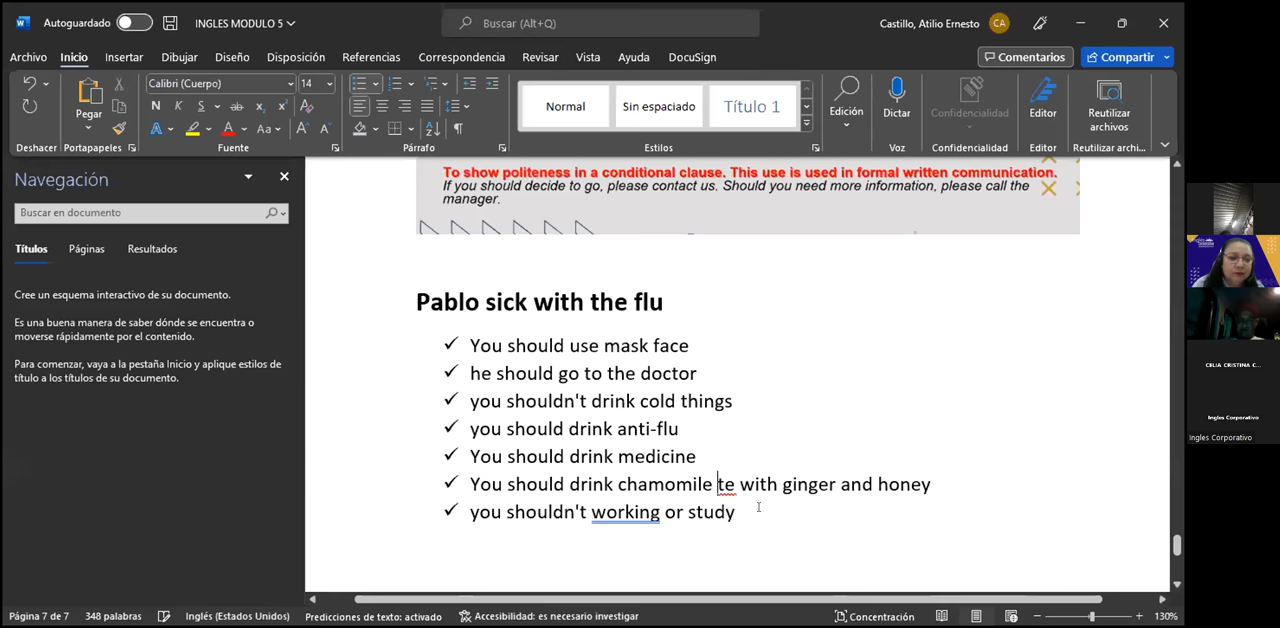 Autoguardado
INGLES MODULO 5
Buscar (Alt+Q)
Castillo, Atilio Ernesto
CA
Archivo Inicio Insertar Dibujar Diseño Disposición Referencias Correspondencia Revisar Vista Ayuda DocuSign
Comentarios
Compartir
Pegar
Calibri (Cuerpo) 14
N K S ab x₂ x²
A A Aa A A
Normal
Sin espaciado
Título 1
Edición
Dictar
Confidencialidad
Editor
Reutilizar archivos
Deshacer Portapapeles Fuente Párrafo Estilos Voz Confidencialidad Editor Reutilizar archi...
Navegación
Buscar en documento
Títulos Páginas Resultados
Cree un esquema interactivo de su documento.
Es una buena manera de saber dónde se encuentra o
moverse rápidamente por el contenido.
Para comenzar, vaya a la pestaña Inicio y aplique estilos de
título a los títulos de su documento.
To show politeness in a conditional clause. This use is used in formal written communication.
If you should decide to go, please contact us. Should you need more information, please call the
manager.
Pablo sick with the flu
You should use mask face
he should go to the doctor
you shouldn't drink cold things
you should drink anti-flu
You should drink medicine
You should drink chamomile te with ginger and honey
you shouldn't working or study
CELIA CRISTINA C...
Ingles Corporativo
Ingles Corporativo
Página 7 de 7 348 palabras Inglés (Estados Unidos) Predicciones de texto: activado Accesibilidad: es necesario investigar Concentración 130%